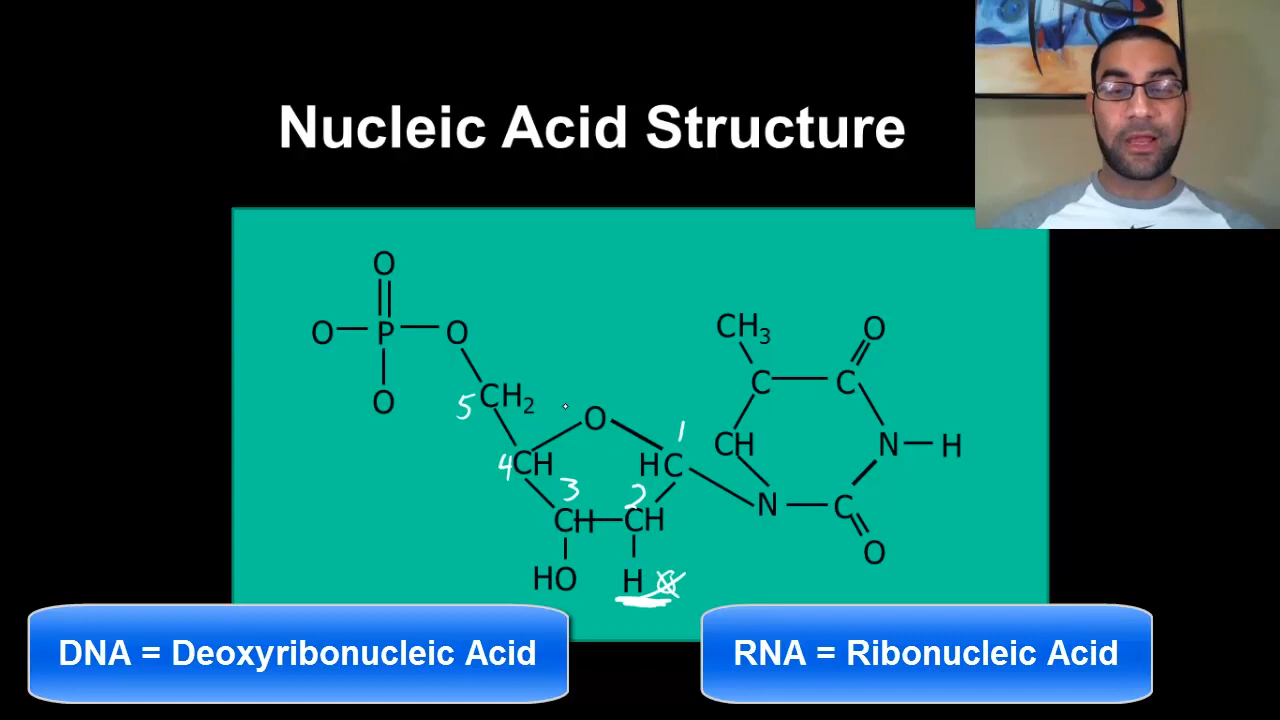 Nucleic Acid Structure
O
O P O
O
5 CH2
O
4 CH
3
CH
HO
2
CH
H
1
HC
CH3
C C O
CH N H
N C
O
DNA = Deoxyribonucleic Acid
RNA = Ribonucleic Acid